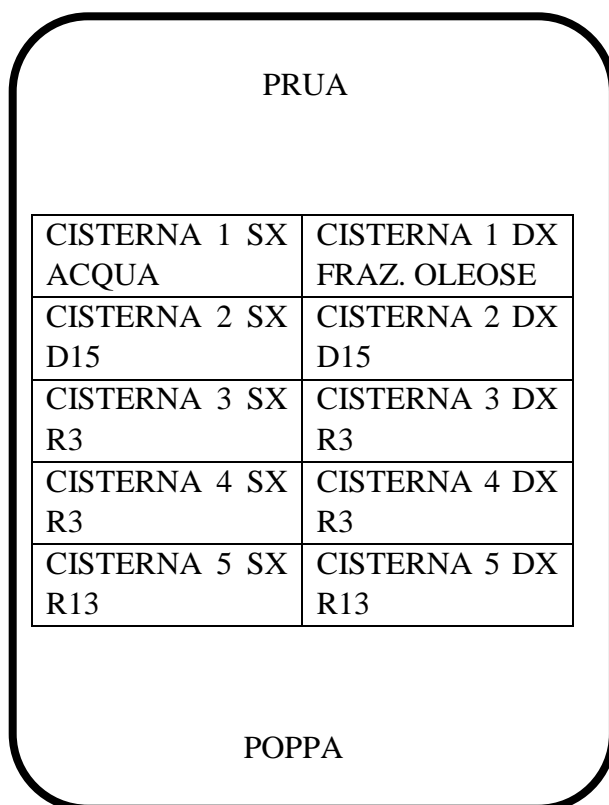 PRUA
CISTERNA 1 SX
ACQUA
CISTERNA 1 DX
FRAZ. OLEOSE
CISTERNA 2 SX
D15
CISTERNA 2 DX
D15
CISTERNA 3 SX
R3
CISTERNA 3 DX
R3
CISTERNA 4 SX
R3
CISTERNA 4 DX
R3
CISTERNA 5 SX
R13
CISTERNA 5 DX
R13
POPPA